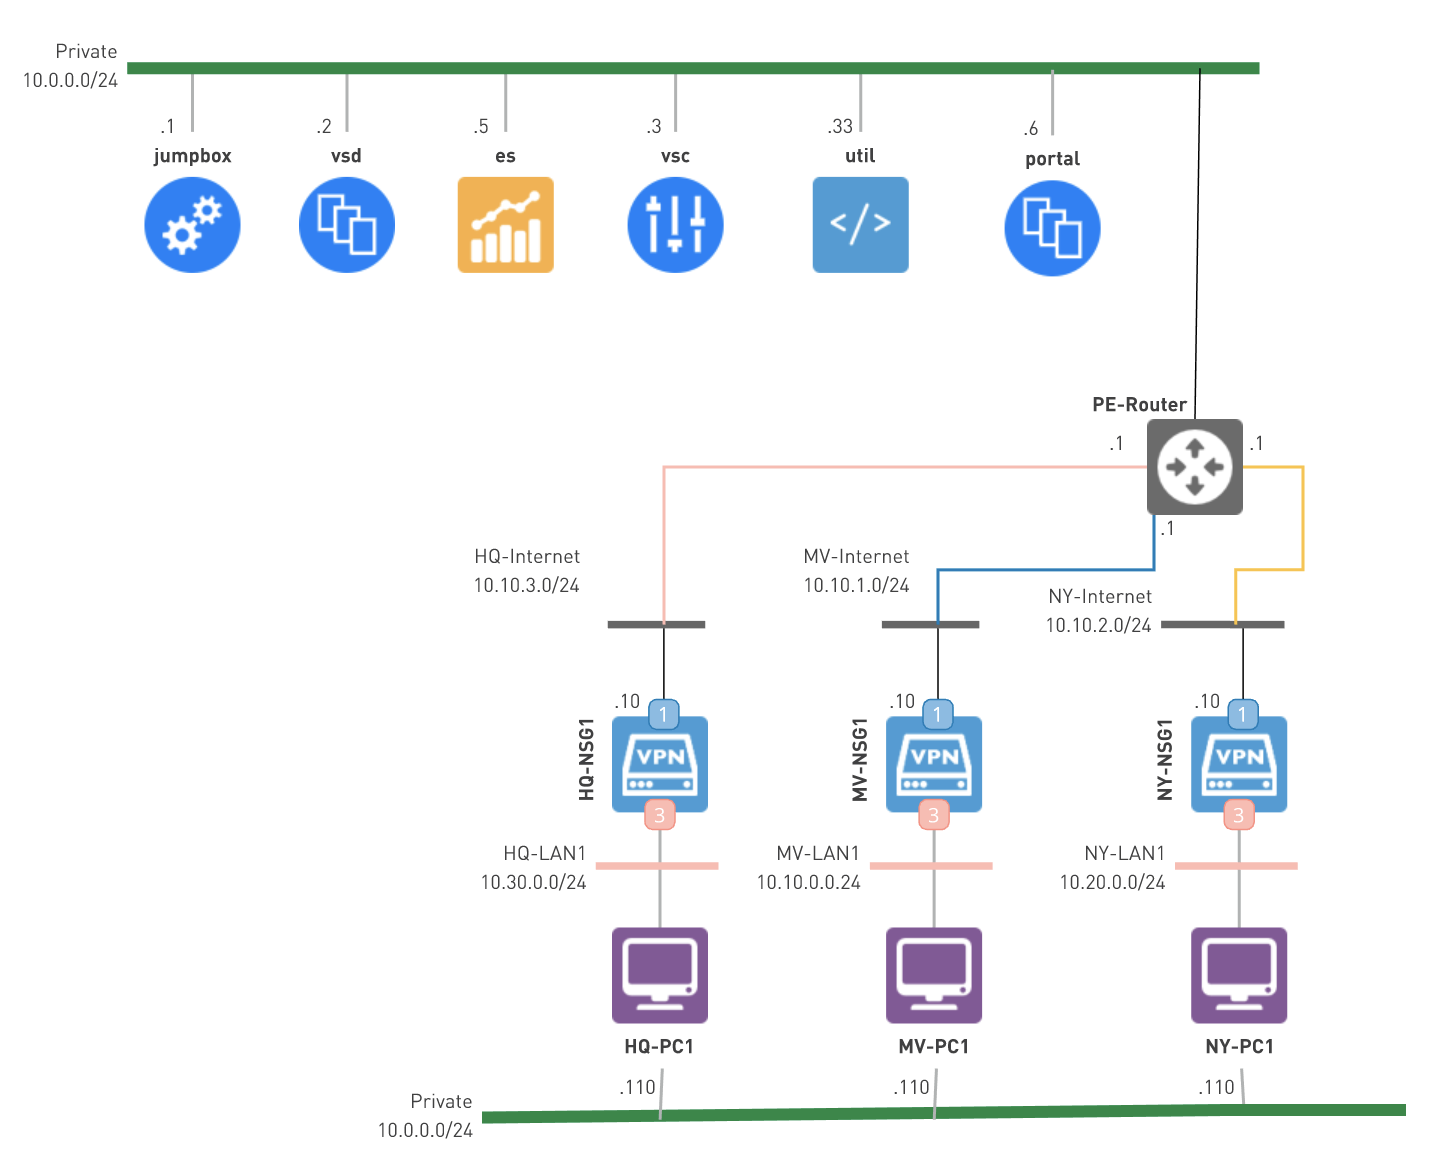 Private
10.0.0.0/24
.1
.2
.5
.3
.33
.6
jumpbox
vsd
es
vsc
util
portal
</>
PE-Router
.1
.1
.1
HQ-Internet
10.10.3.0/24
MV-Internet
10.10.1.0/24
NY-Internet
10.10.2.0/24
.10
1
.10
1
.10
1
HQ-NSG1
VPN
MV-NSG1
VPN
NY-NSG1
VPN
3
3
3
HQ-LAN1
10.30.0.0/24
MV-LAN1
10.10.0.0.24
NY-LAN1
10.20.0.0/24
HQ-PC1
MV-PC1
NY-PC1
.110
.110
.110
Private
10.0.0.0/24